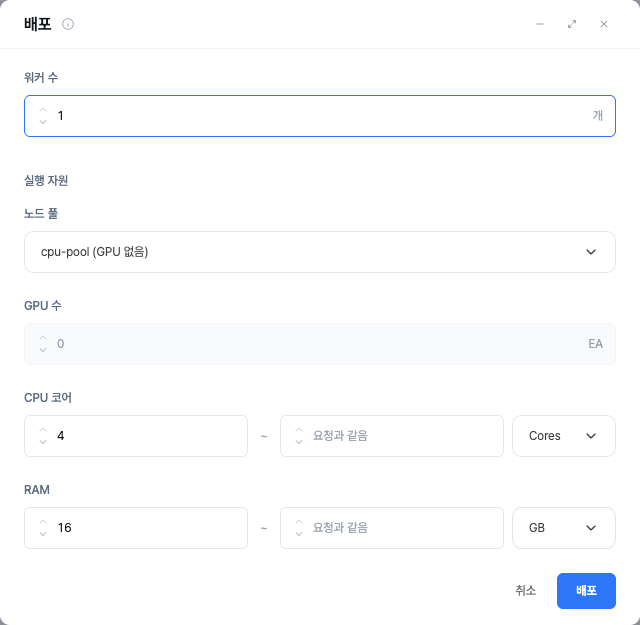 배포
워커 수
1 개
실행 자원
노드 풀
cpu-pool (GPU 없음)
GPU 수
0 EA
CPU 코어
4 ~ 요청과 같음 Cores
RAM
16 ~ 요청과 같음 GB
취소 배포